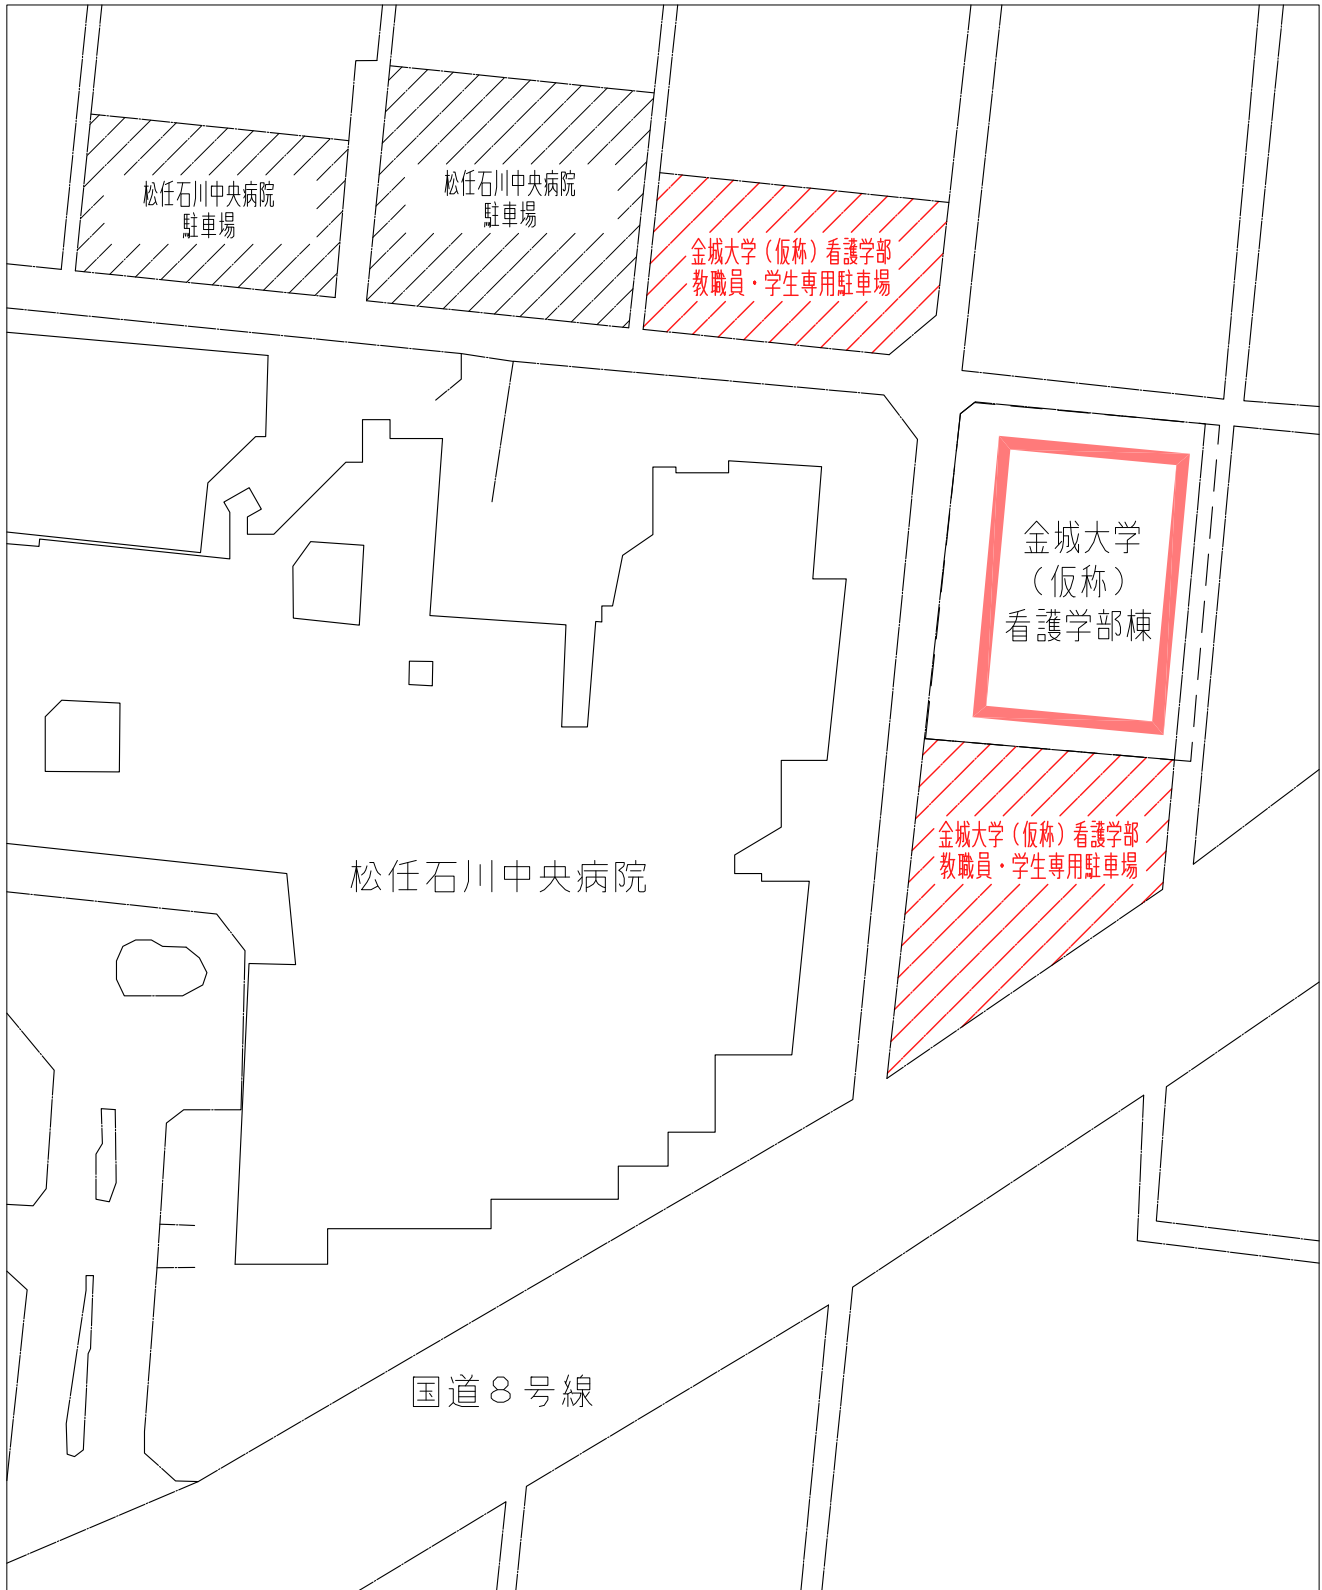 松任石川中央病院
駐車場
松任石川中央病院
駐車場
金城大学（仮称）看護学部
教職員・学生専用駐車場
金城大学
（仮称）
看護学部棟
金城大学（仮称）看護学部
教職員・学生専用駐車場
松任石川中央病院
国道８号線